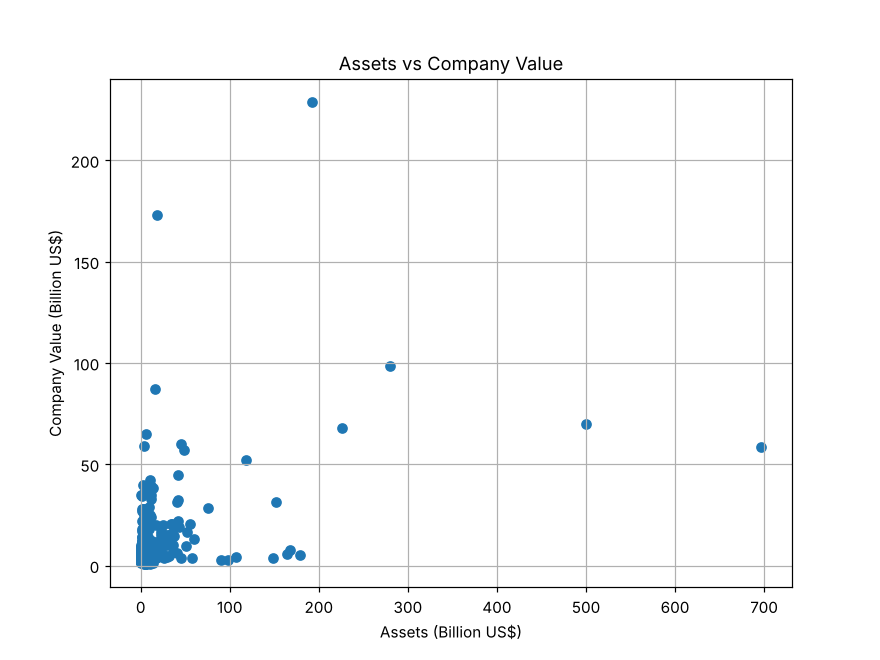 Assets vs Company Value
Company Value (Billion US$)
200
150
100
50
0
0 100 200 300 400 500 600 700
Assets (Billion US$)